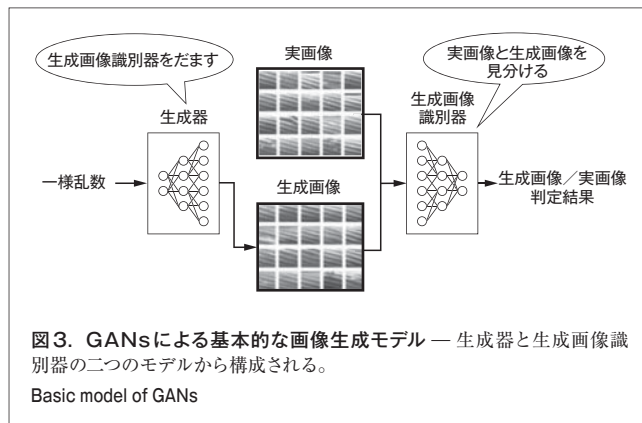 生成画像識別器をだます
実画像
実画像と生成画像を
見分ける
生成器
生成画像
識別器
一様乱数
生成画像
生成画像／実画像
判定結果
図3. GANsによる基本的な画像生成モデル — 生成器と生成画像識
別器の二つのモデルから構成される。
Basic model of GANs